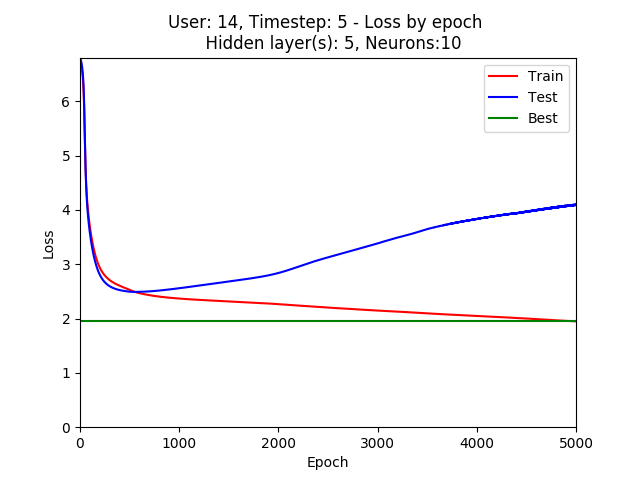 User: 14, Timestep: 5 - Loss by epoch
Hidden layer(s): 5, Neurons:10
Train
Test
Best
Loss
6
5
4
3
2
1
0
0 1000 2000 3000 4000 5000
Epoch